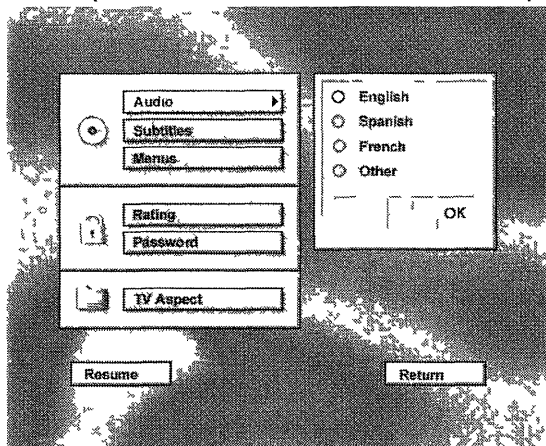 Audio
Subtitles
Menus
Rating
Password
TV Aspect
English
Spanish
French
Other
OK
Resume
Return